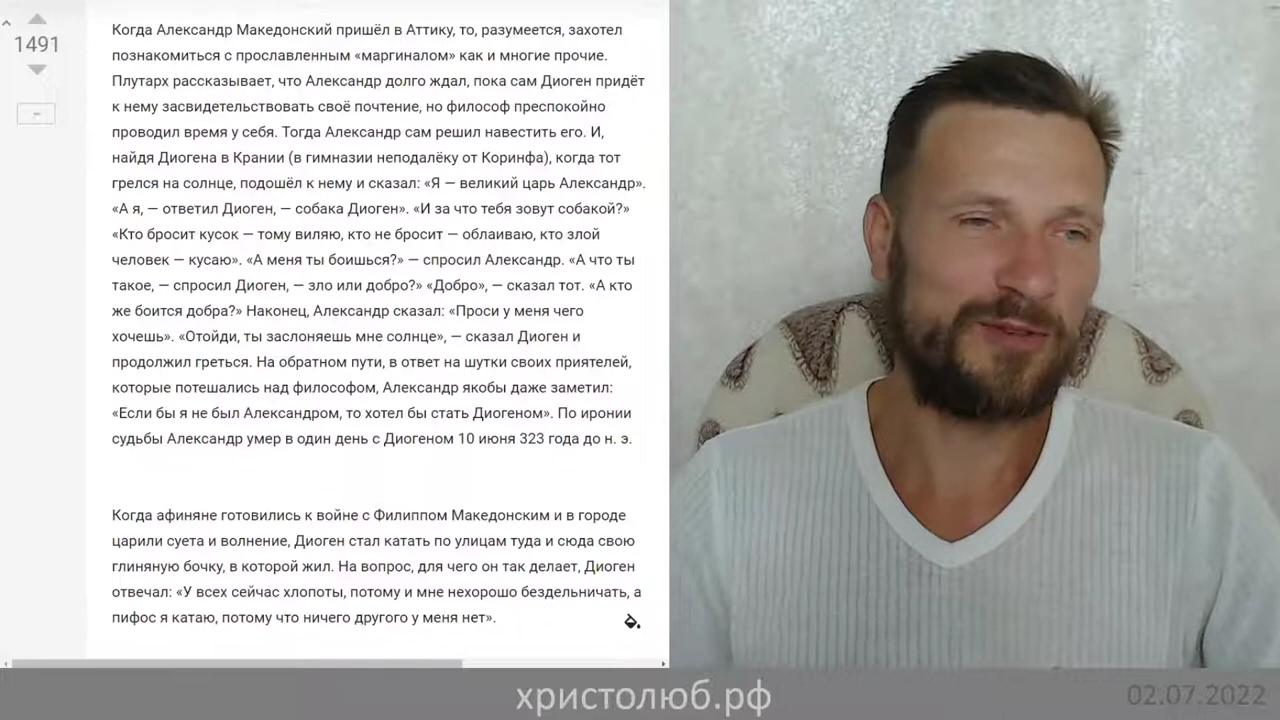 1491
Когда Александр Македонский пришёл в Аттику, то, разумеется, захотел
познакомиться с прославленным «маргиналом» как и многие прочие.
Плутарх рассказывает, что Александр долго ждал, пока сам Диоген придёт
к нему засвидетельствовать своё почтение, но философ преспокойно
проводил время у себя. Тогда Александр сам решил навестить его. И,
найдя Диогена в Крании (в гимназии неподалёку от Коринфа), когда тот
грелся на солнце, подошёл к нему и сказал: «Я — великий царь Александр».
«А я, — ответил Диоген, — собака Диоген». «И за что тебя зовут собакой?»
«Кто бросит кусок — тому виляю, кто не бросит — облаиваю, кто злой
человек — кусаю». «А меня ты боишься?» — спросил Александр. «А что ты
такое, — спросил Диоген, — зло или добро?» «Добро», — сказал тот. «А кто
же боится добра?» Наконец, Александр сказал: «Проси у меня чего
хочешь». «Отойди, ты заслоняешь мне солнце», — сказал Диоген и
продолжил греться. На обратном пути, в ответ на шутки своих приятелей,
которые потешались над философом, Александр якобы даже заметил:
«Если бы я не был Александром, то хотел бы стать Диогеном». По иронии
судьбы Александр умер в один день с Диогеном 10 июня 323 года до н. э.
Когда афиняне готовились к войне с Филиппом Македонским и в городе
царили суета и волнение, Диоген стал катать по улицам туда и сюда свою
глиняную бочку, в которой жил. На вопрос, для чего он так делает, Диоген
отвечал: «У всех сейчас хлопоты, потому и мне нехорошо бездельничать, а
пифос я катаю, потому что ничего другого у меня нет».
христолюб.рф
02.07.2022